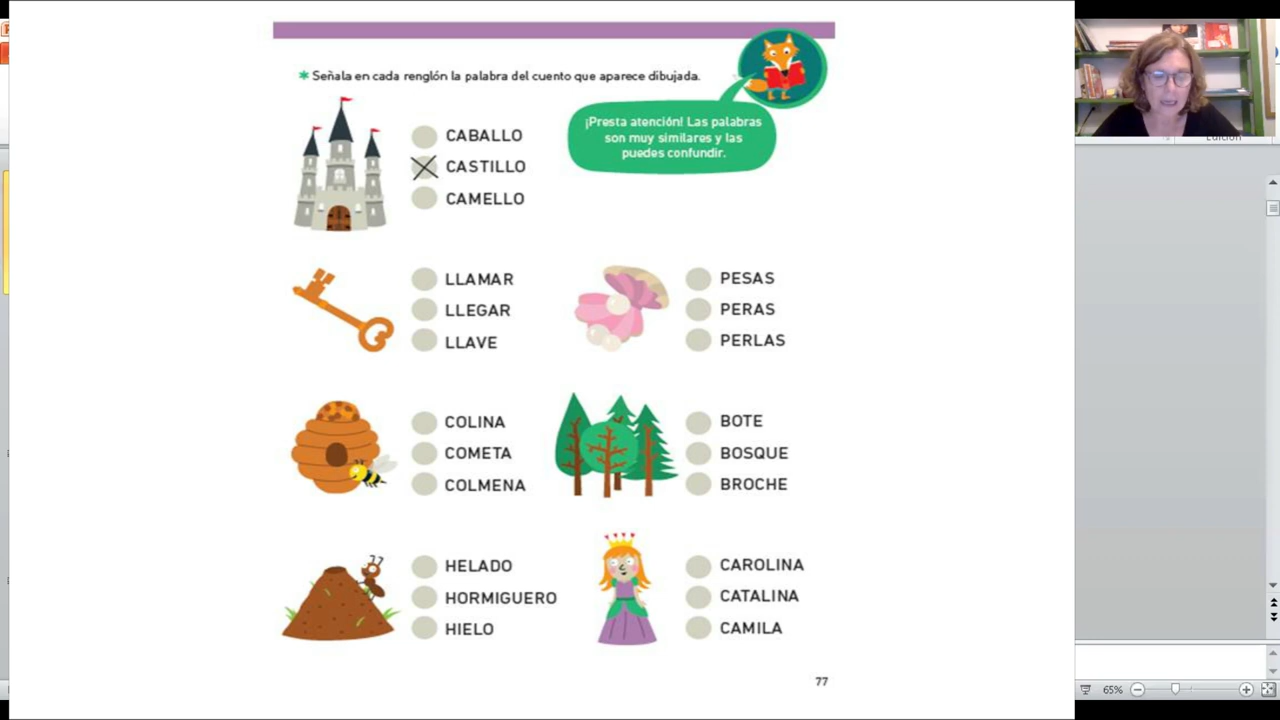 * Señala en cada renglón la palabra del cuento que aparece dibujada.
¡Presta atención! Las palabras
son muy similares y las
puedes confundir.
CABALLO
CASTILLO
CAMELLO
LLAMAR
LLEGAR
LLAVE
PESAS
PERAS
PERLAS
COLINA
COMETA
COLMENA
BOTE
BOSQUE
BROCHE
HELADO
HORMIGUERO
HIELO
CAROLINA
CATALINA
CAMILA
77
65%